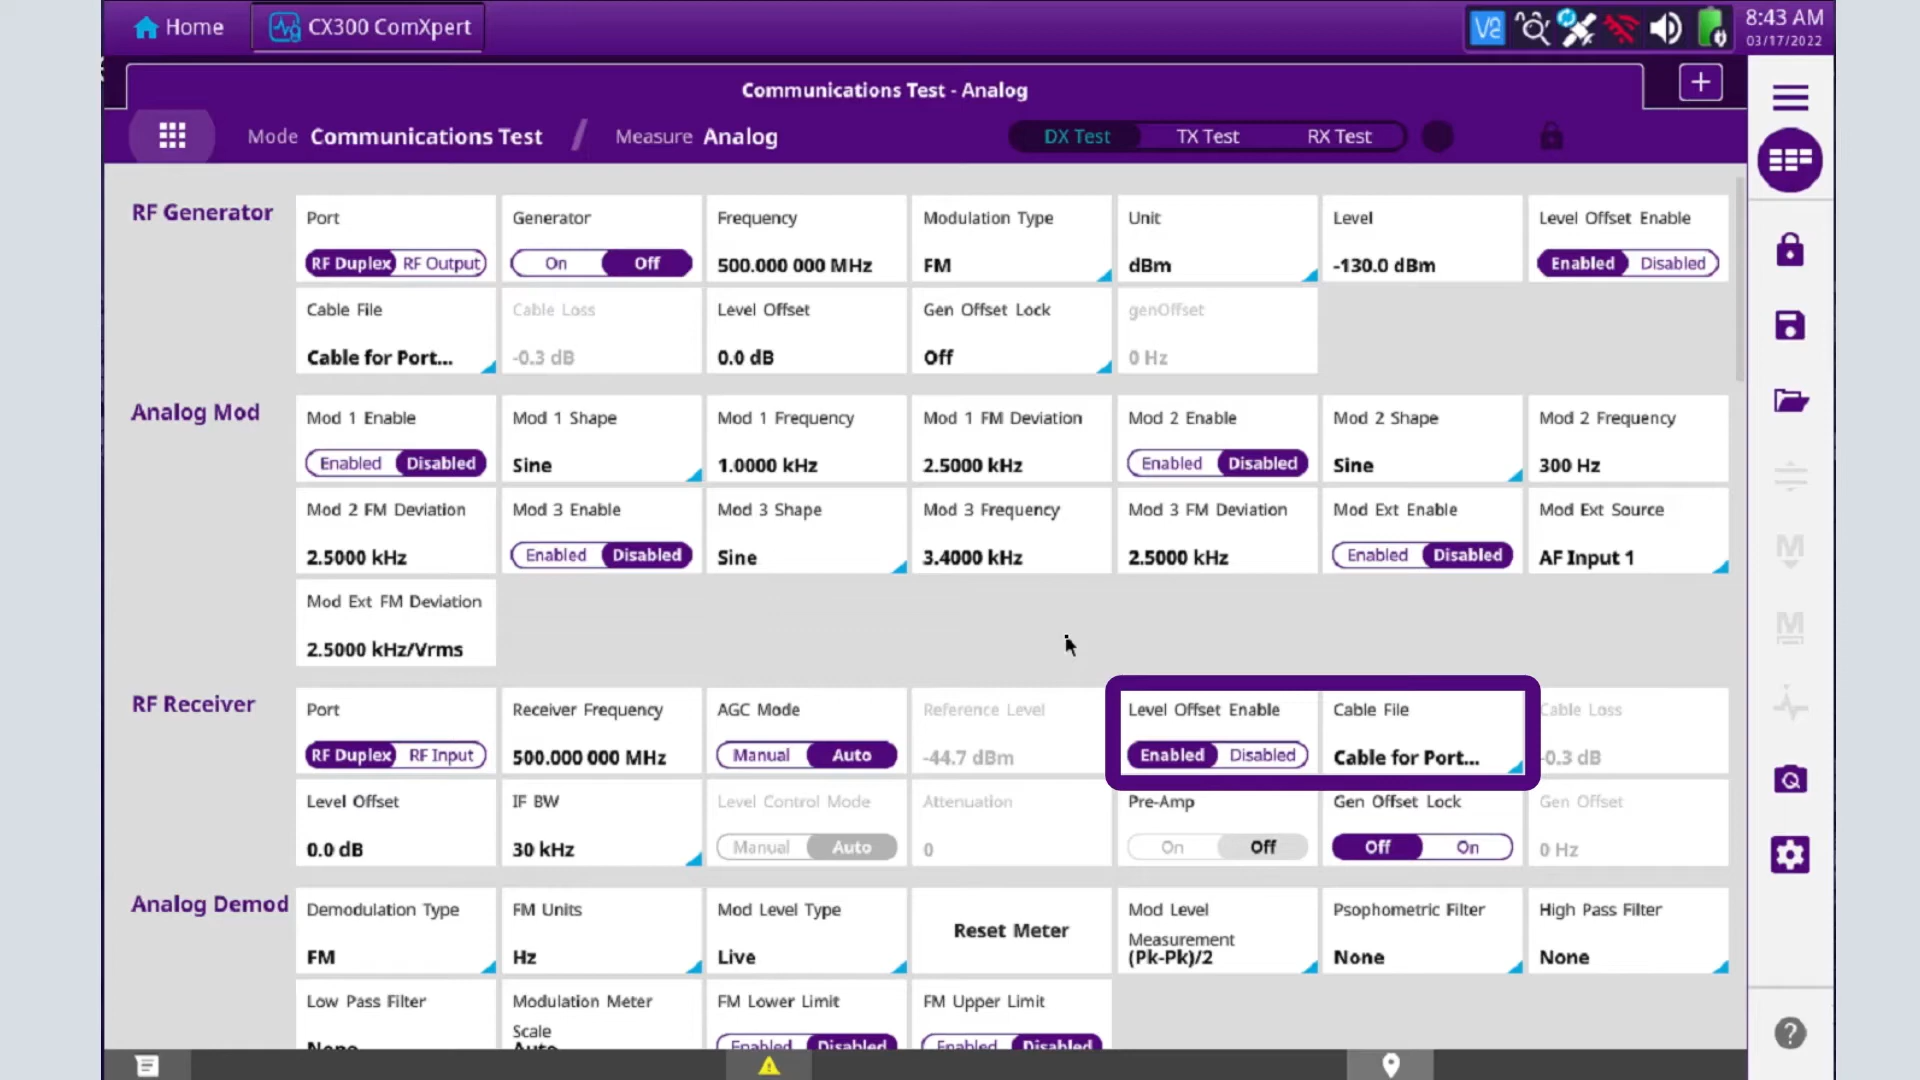 Home
CX300 ComXpert
8:43 AM
03/17/2022
Communications Test - Analog
Mode Communications Test / Measure Analog
DX Test TX Test RX Test
RF Generator
Port Generator Frequency Modulation Type Unit Level Level Offset Enable
RF Duplex RF Output On Off 500.000 000 MHz FM dBm -130.0 dBm Enabled Disabled
Cable File Cable Loss Level Offset Gen Offset Lock genOffset
Cable for Port... -0.3 dB 0.0 dB Off 0 Hz
Analog Mod
Mod 1 Enable Mod 1 Shape Mod 1 Frequency Mod 1 FM Deviation Mod 2 Enable Mod 2 Shape Mod 2 Frequency
Enabled Disabled Sine 1.0000 kHz 2.5000 kHz Enabled Disabled Sine 300 Hz
Mod 2 FM Deviation Mod 3 Enable Mod 3 Shape Mod 3 Frequency Mod 3 FM Deviation Mod Ext Enable Mod Ext Source
2.5000 kHz Enabled Disabled Sine 3.4000 kHz 2.5000 kHz Enabled Disabled AF Input 1
Mod Ext FM Deviation
2.5000 kHz/Vrms
RF Receiver
Port Receiver Frequency AGC Mode Reference Level Level Offset Enable Cable File Cable Loss
RF Duplex RF Input 500.000 000 MHz Manual Auto -44.7 dBm Enabled Disabled Cable for Port... -0.3 dB
Level Offset IF BW Level Control Mode Attenuation Pre-Amp Gen Offset Lock Gen Offset
0.0 dB 30 kHz Manual Auto 0 On Off Off On 0 Hz
Analog Demod
Demodulation Type FM Units Mod Level Type Reset Meter Mod Level Measurement Psophometric Filter High Pass Filter
FM Hz Live (Pk-Pk)/2 None None
Low Pass Filter Modulation Meter Scale FM Lower Limit FM Upper Limit
None Auto Enabled Disabled Enabled Disabled